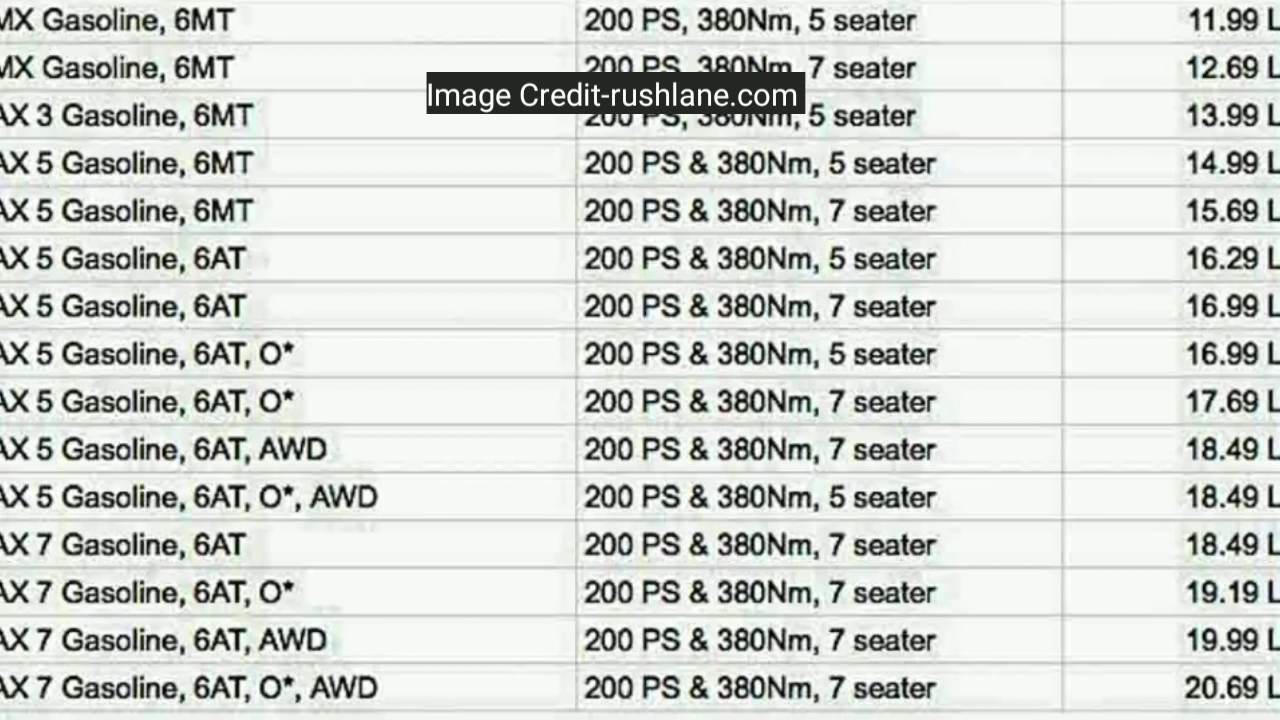 MX Gasoline, 6MT 200 PS, 380Nm, 5 seater 11.99 L
MX Gasoline, 6MT 200 PS, 380Nm, 7 seater 12.69 L
Image Credit-rushlane.com
AX 3 Gasoline, 6MT 200 PS, 380Nm, 5 seater 13.99 L
AX 5 Gasoline, 6MT 200 PS & 380Nm, 5 seater 14.99 L
AX 5 Gasoline, 6MT 200 PS & 380Nm, 7 seater 15.69 L
AX 5 Gasoline, 6AT 200 PS & 380Nm, 5 seater 16.29 L
AX 5 Gasoline, 6AT 200 PS & 380Nm, 7 seater 16.99 L
AX 5 Gasoline, 6AT, O* 200 PS & 380Nm, 5 seater 16.99 L
AX 5 Gasoline, 6AT, O* 200 PS & 380Nm, 7 seater 17.69 L
AX 5 Gasoline, 6AT, AWD 200 PS & 380Nm, 7 seater 18.49 L
AX 5 Gasoline, 6AT, O*, AWD 200 PS & 380Nm, 5 seater 18.49 L
AX 7 Gasoline, 6AT 200 PS & 380Nm, 7 seater 18.49 L
AX 7 Gasoline, 6AT, O* 200 PS & 380Nm, 7 seater 19.19 L
AX 7 Gasoline, 6AT, AWD 200 PS & 380Nm, 7 seater 19.99 L
AX 7 Gasoline, 6AT, O*, AWD 200 PS & 380Nm, 7 seater 20.69 L